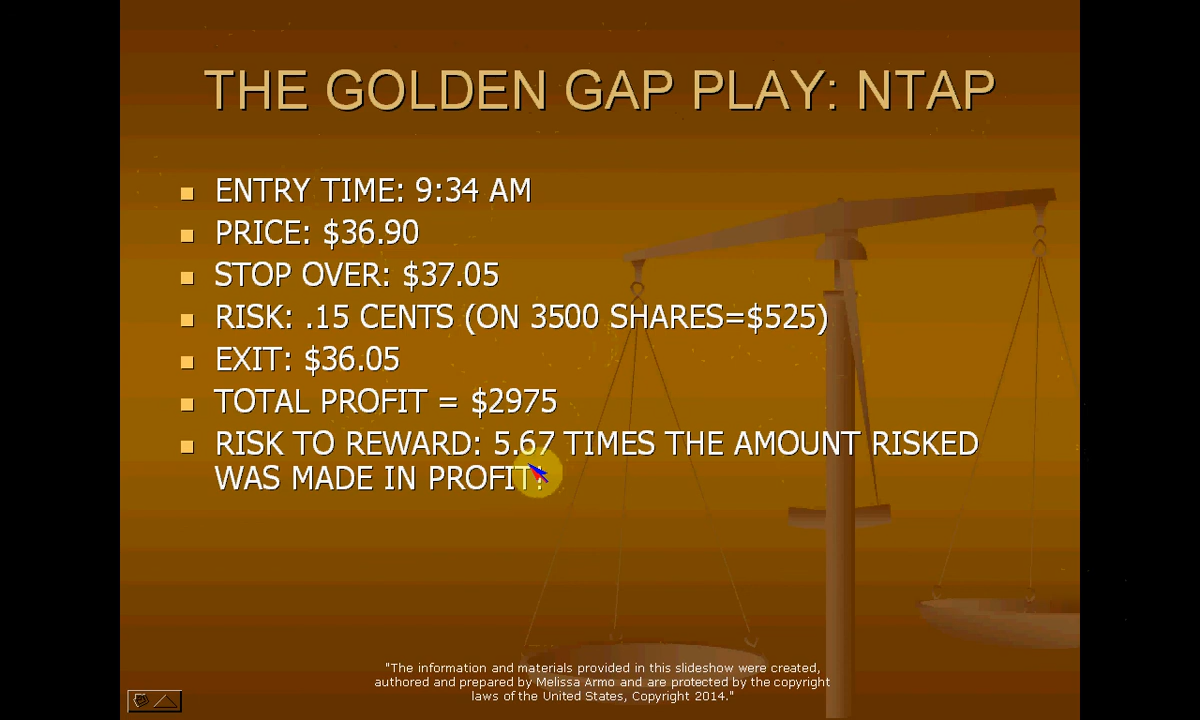 THE GOLDEN GAP PLAY: NTAP
ENTRY TIME: 9:34 AM
PRICE: $36.90
STOP OVER: $37.05
RISK: .15 CENTS (ON 3500 SHARES=$525)
EXIT: $36.05
TOTAL PROFIT = $2975
RISK TO REWARD: 5.67 TIMES THE AMOUNT RISKED
WAS MADE IN PROFIT!
"The information and materials provided in this slideshow were created,
authored and prepared by Melissa Armo and are protected by the copyright
laws of the United States, Copyright 2014."